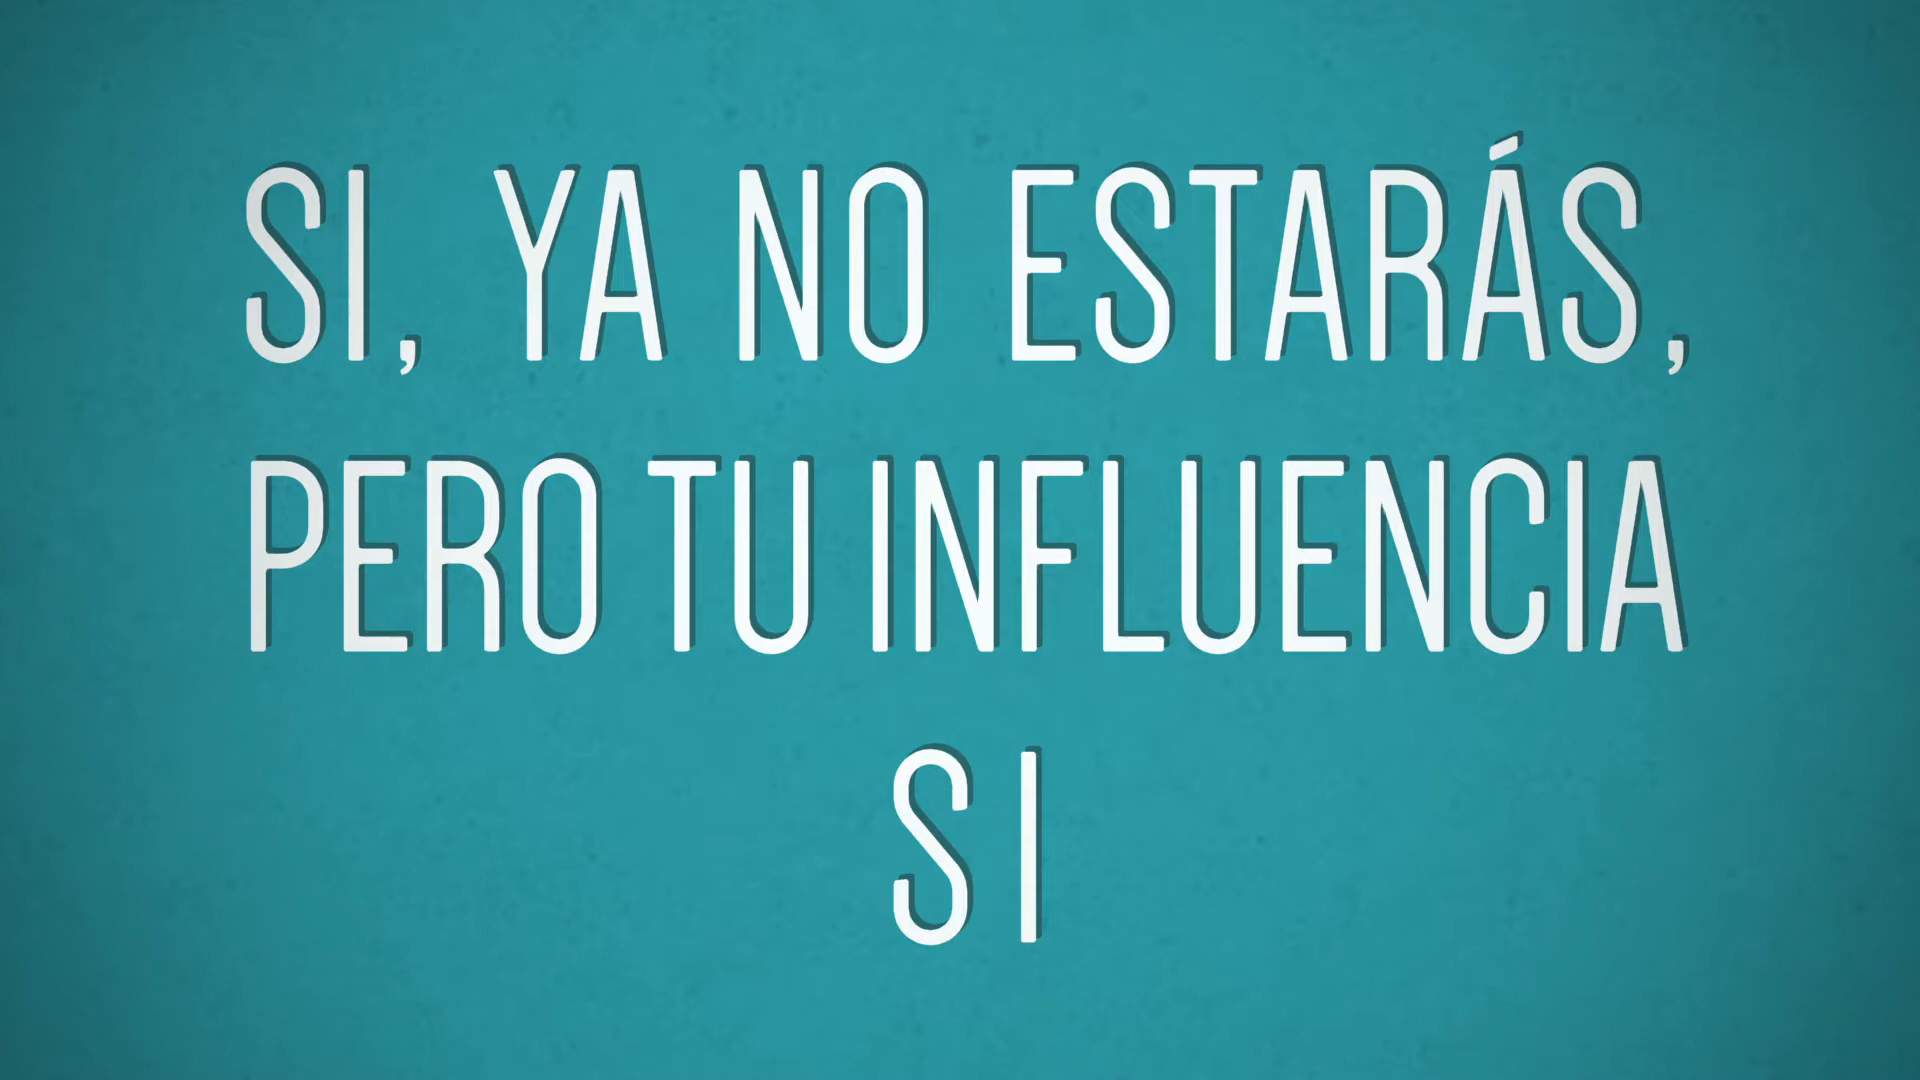 SI, YA NO ESTARÁS,
PERO TU INFLUENCIA
SI